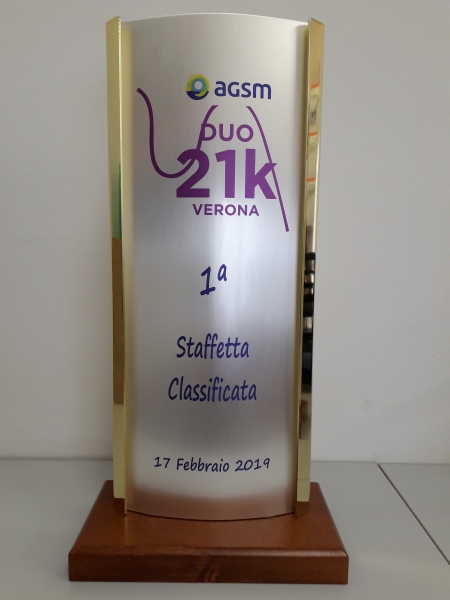 agsm
DUO
21k
VERONA
1a
Staffetta
Classificata
17 Febbraio 2019